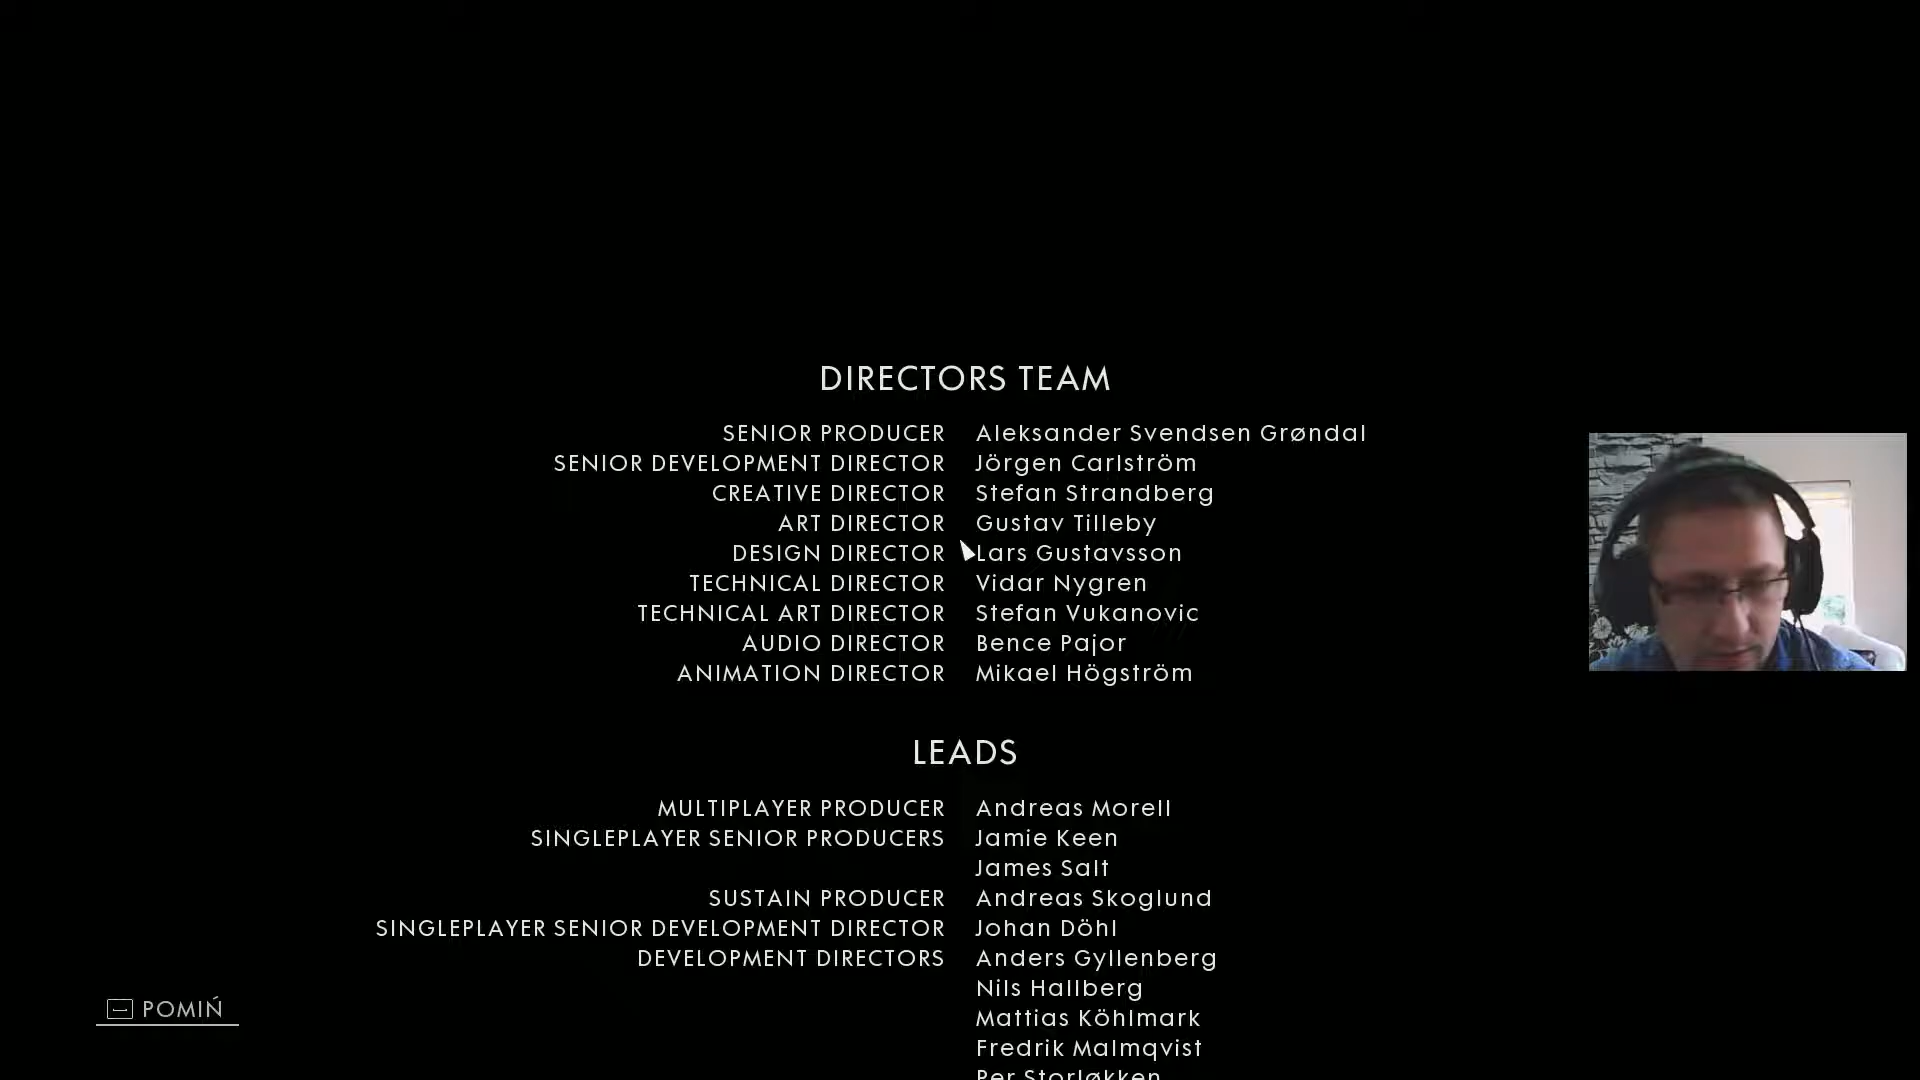 DIRECTORS TEAM
SENIOR PRODUCER Aleksander Svendsen Grøndal
SENIOR DEVELOPMENT DIRECTOR Jörgen Carlström
CREATIVE DIRECTOR Stefan Strandberg
ART DIRECTOR Gustav Tilleby
DESIGN DIRECTOR Lars Gustavsson
TECHNICAL DIRECTOR Vidar Nygren
TECHNICAL ART DIRECTOR Stefan Vukanovic
AUDIO DIRECTOR Bence Pajor
ANIMATION DIRECTOR Mikael Högström
LEADS
MULTIPLAYER PRODUCER Andreas Morell
SINGLEPLAYER SENIOR PRODUCERS Jamie Keen
James Salt
SUSTAIN PRODUCER Andreas Skoglund
SINGLEPLAYER SENIOR DEVELOPMENT DIRECTOR Johan Döhl
DEVELOPMENT DIRECTORS Anders Gyllenberg
Nils Hallberg
Mattias Köhlmark
Fredrik Malmqvist
Per Storløkken
POMIŃ